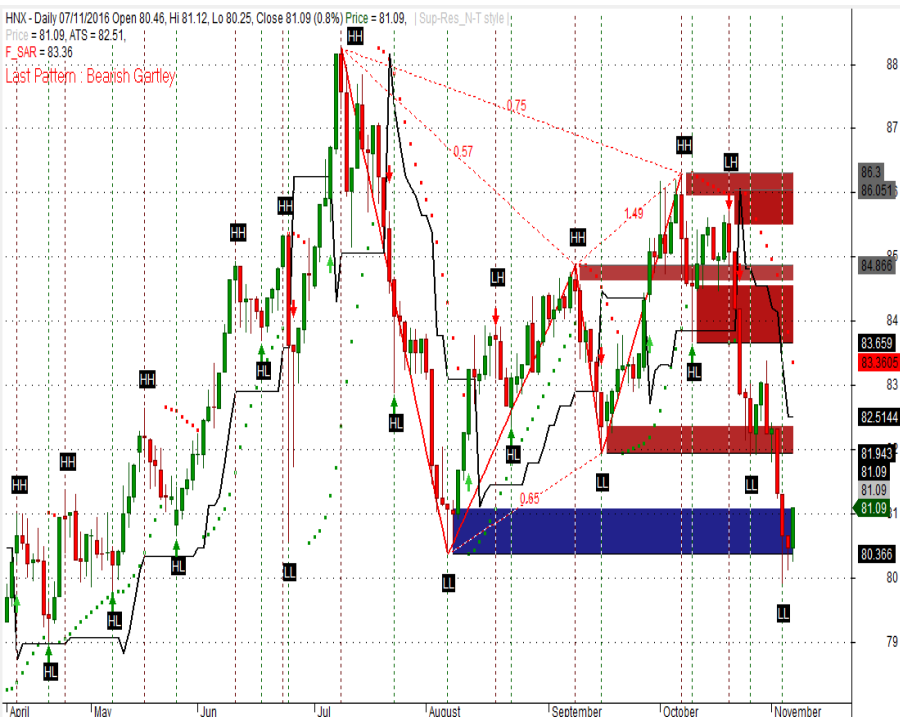 HNX - Daily 07/11/2016 Open 80.46, Hi 81.12, Lo 80.25, Close 81.09 (0.8%) Price = 81.09, | Sup-Res_N-T style |
Price = 81.09, ATS = 82.51,
F_SAR = 83.36
Last Pattern : Bearish Gartley
HH
88
0.75
87
0.57
HH
LH
86.3
86.051
HH
1.49
HH
HH
85
84.866
LH
84
83.659
83.3605
HL
HL
HH
83
82.5144
HL
82
HL
81.943
HH
HH
LL
LL
81.09
0.65
81.09
81
81.09
80.366
HL
LL
LL
80
LL
HL
79
HL
April
May
Jun
Jul
August
September
October
November